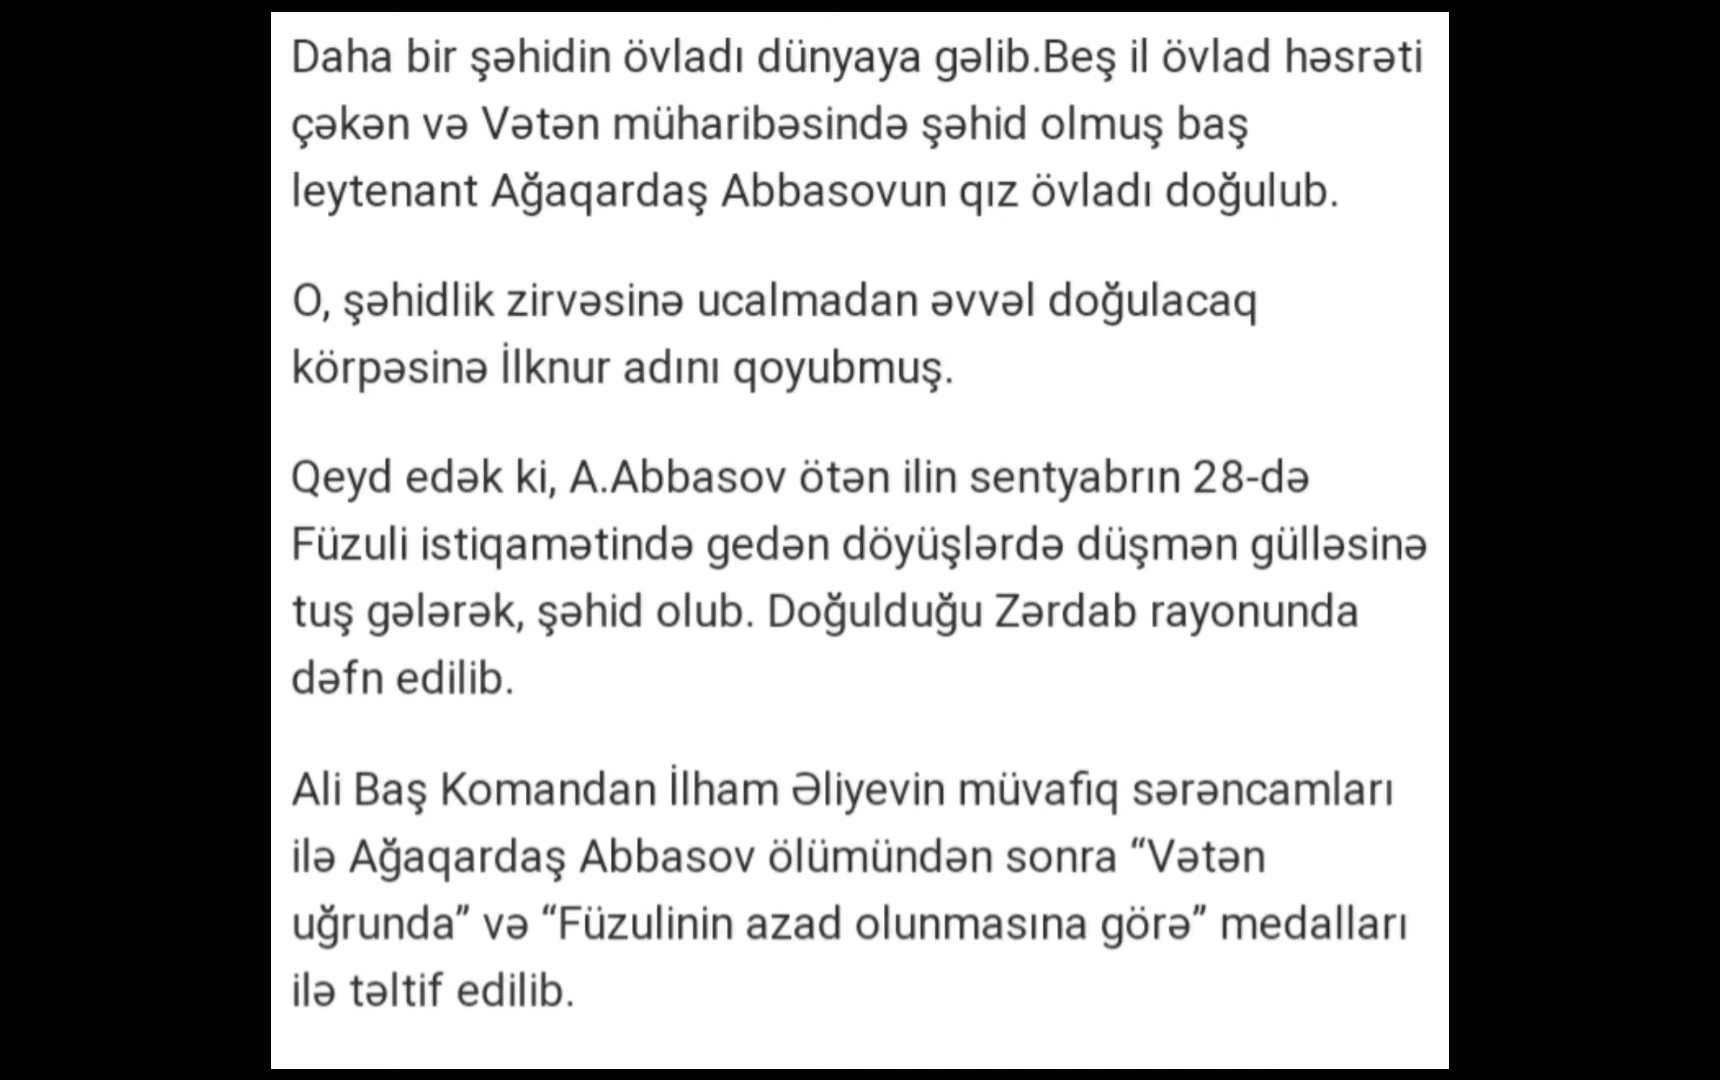 Daha bir şəhidin övladı dünyaya gəlib.Beş il övlad həsrəti
çəkən və Vətən müharibəsində şəhid olmuş baş
leytenant Ağaqardaş Abbasovun qız övladı doğulub.
O, şəhidlik zirvəsinə ucalmadan əvvəl doğulacaq
körpəsinə İlknur adını qoyubmuş.
Qeyd edək ki, A.Abbasov ötən ilin sentyabrın 28-də
Füzuli istiqamətində gedən döyüşlərdə düşmən gülləsinə
tuş gələrək, şəhid olub. Doğulduğu Zərdab rayonunda
dəfn edilib.
Ali Baş Komandan İlham Əliyevin müvafiq sərəncamları
ilə Ağaqardaş Abbasov ölümündən sonra “Vətən
uğrunda” və “Füzulinin azad olunmasına görə” medalları
ilə təltif edilib.